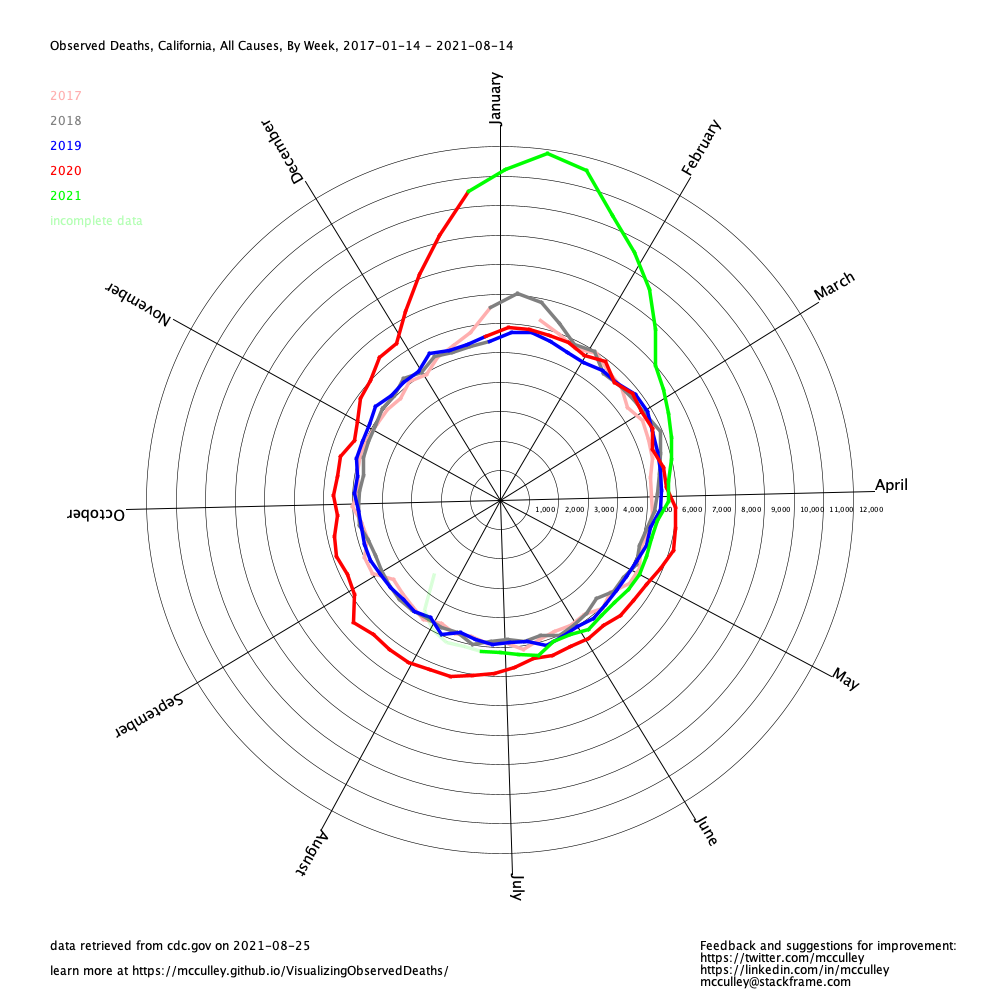 Observed Deaths, California, All Causes, By Week, 2017-01-14 - 2021-08-14
2017
2018
2019
2020
2021
incomplete data
January
February
March
April
May
June
July
August
September
October
November
December
1,000 2,000 3,000 4,000 5,000 6,000 7,000 8,000 9,000 10,000 11,000 12,000
data retrieved from cdc.gov on 2021-08-25
learn more at https://mcculley.github.io/VisualizingObservedDeaths/
Feedback and suggestions for improvement:
https://twitter.com/mcculley
https://linkedin.com/in/mcculley
mcculley@stackframe.com